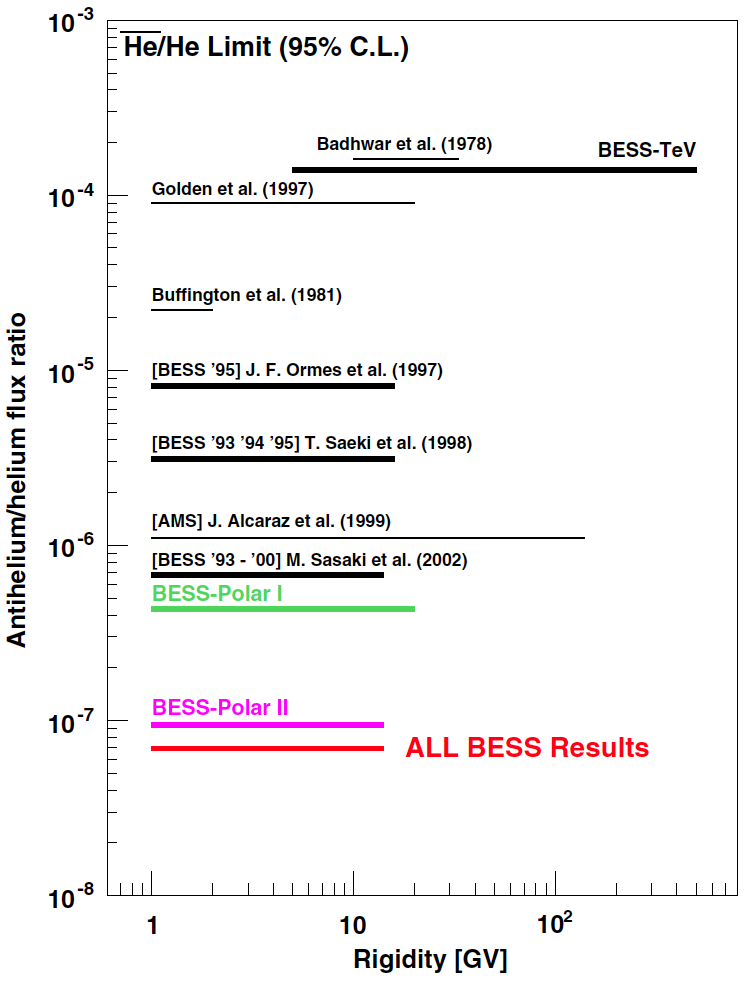 10-3
H̅e̅/He Limit (95% C.L.)
Badhwar et al. (1978)
BESS-TeV
10-4
Golden et al. (1997)
Buffington et al. (1981)
10-5
[BESS ’95] J. F. Ormes et al. (1997)
[BESS ’93 ’94 ’95] T. Saeki et al. (1998)
[AMS] J. Alcaraz et al. (1999)
10-6
[BESS ’93 - ’00] M. Sasaki et al. (2002)
BESS-Polar I
BESS-Polar II
10-7
ALL BESS Results
10-8
Antihelium/helium flux ratio
1
10
102
Rigidity [GV]